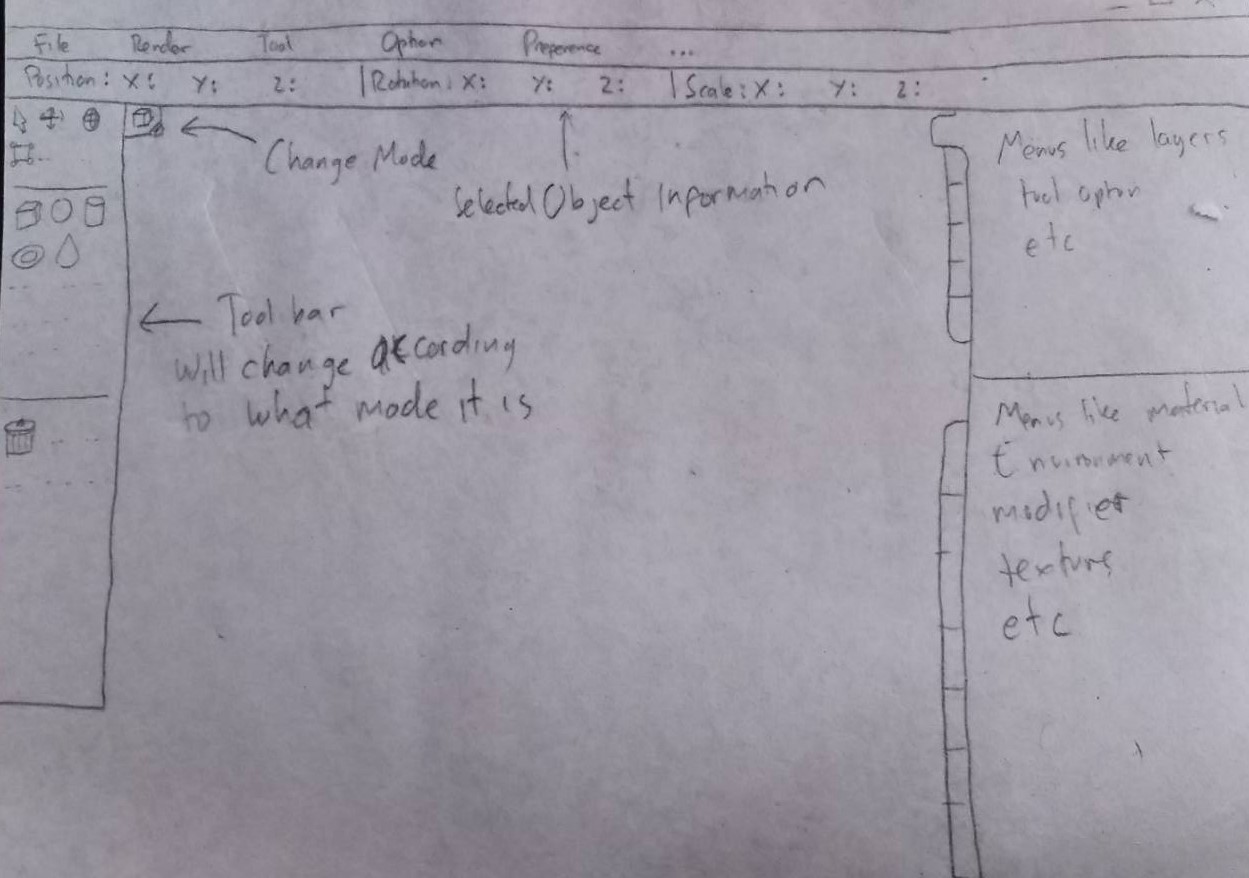 File Render Tool Option Preperence ...
Position: X: Y: Z: | Rotation: X: Y: Z: | Scale: X: Y: Z:
Change Mode
Selected Object Information
Tool bar
Will change according
to what mode it is
Menus like layers
tool option
etc
Menus like material
Environment
modifier
texture
etc